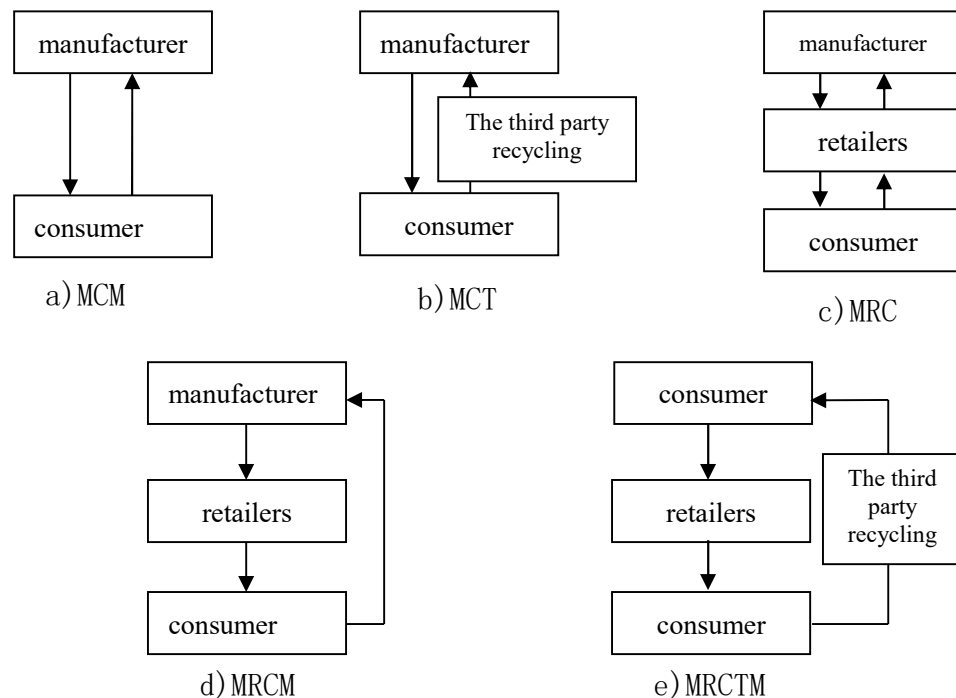 manufacturer
The third party
recycling
consumer
a)MCM
manufacturer
consumer
b)MCT
manufacturer
retailers
consumer
c)MRC
manufacturer
retailers
consumer
d)MRCM
consumer
retailers
consumer
The third
party
recycling
e)MRCTM